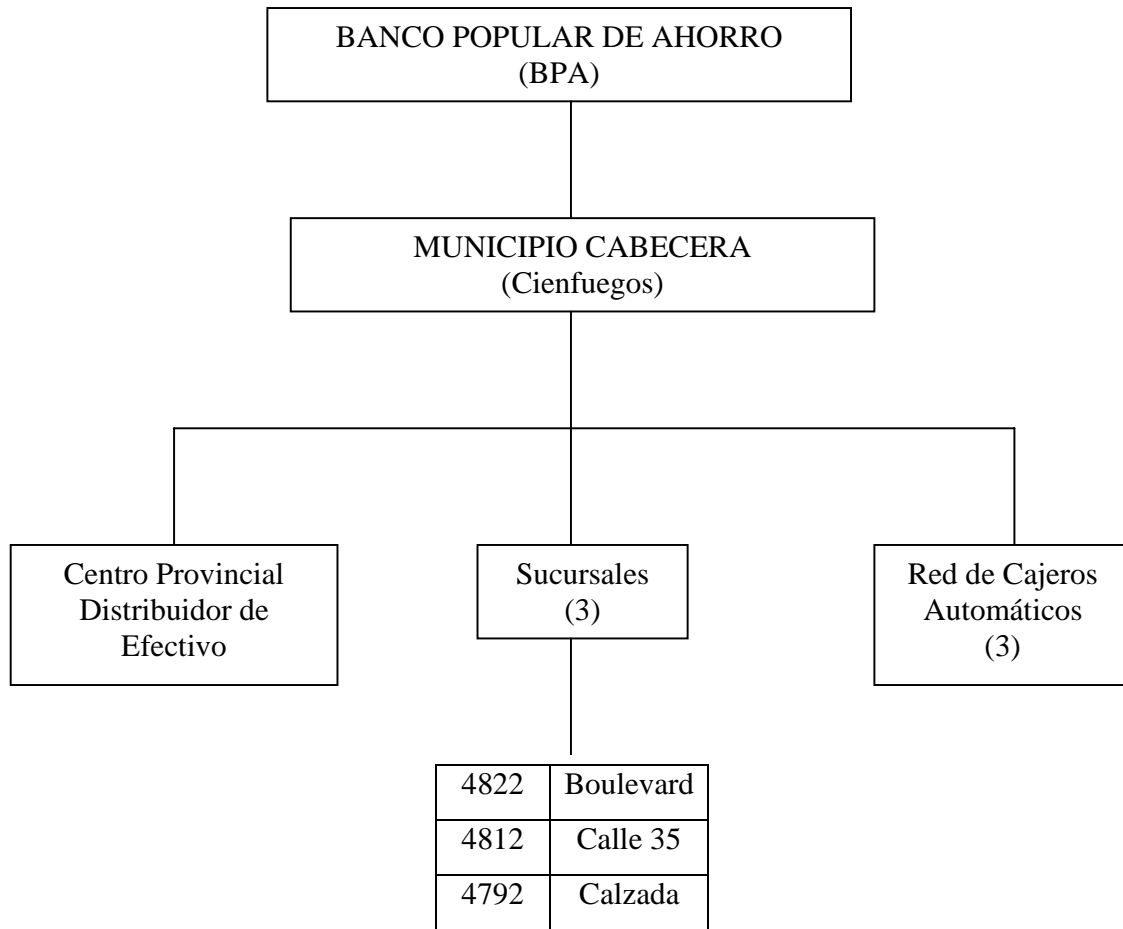 BANCO POPULAR DE AHORRO
(BPA)
MUNICIPIO CABECERA
(Cienfuegos)
Centro Provincial
Distribuidor de
Efectivo
Sucursales
(3)
Red de Cajeros
Automáticos
(3)
4822 Boulevard
4812 Calle 35
4792 Calzada